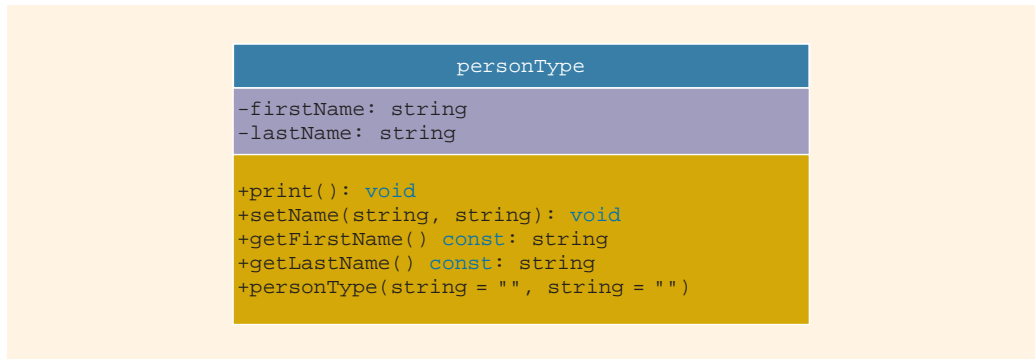 personType
-firstName: string
-lastName: string
+print(): void
+setName(string, string): void
+getFirstName() const: string
+getLastName() const: string
+personType(string = "", string = "")